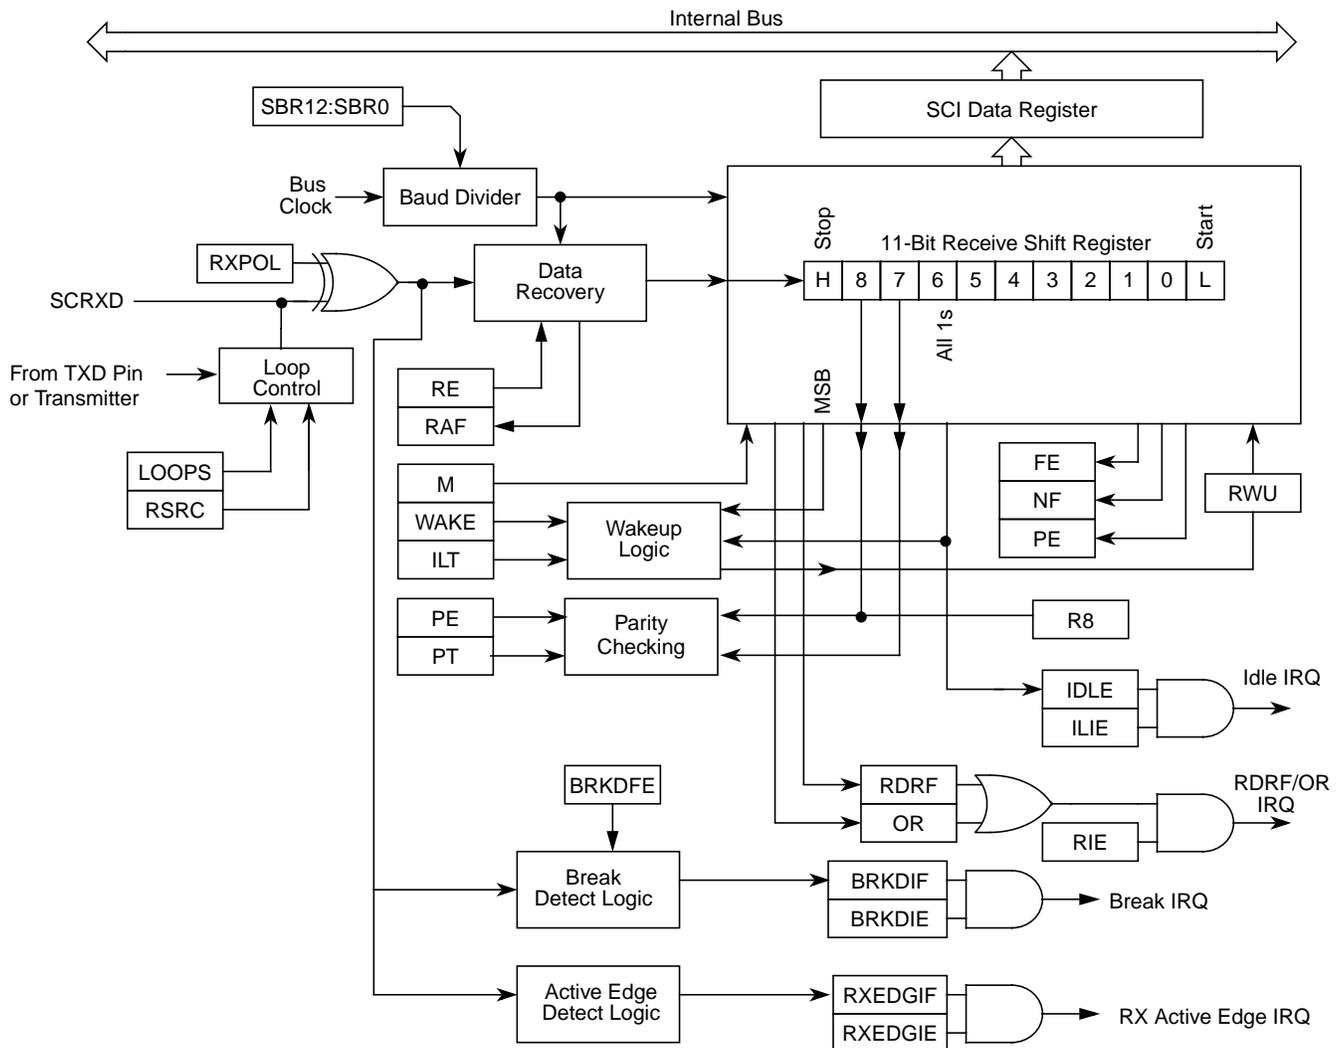 Internal Bus
SBR12:SBR0
SCI Data Register
Bus
Clock
Baud Divider
Stop
11-Bit Receive Shift Register
Start
RXPOL
SCRXD
Data
Recovery
H 8 7 6 5 4 3 2 1 0 L
All 1s
MSB
From TXD Pin
or Transmitter
Loop
Control
RE
RAF
LOOPS
RSRC
M
WAKE
ILT
Wakeup
Logic
FE
NF
PE
RWU
PE
PT
Parity
Checking
R8
IDLE
ILIE
Idle IRQ
BRKDFE
RDRF
OR
RIE
RDRF/OR
IRQ
Break
Detect Logic
BRKDIF
BRKDIE
Break IRQ
Active Edge
Detect Logic
RXEDGIF
RXEDGIE
RX Active Edge IRQ